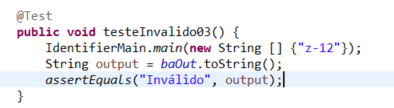 @Test
public void testeInvalido03() {
IdentifierMain.main(new String [] {"z-12"});
String output = baOut.toString();
assertEquals("Inválido", output);
}